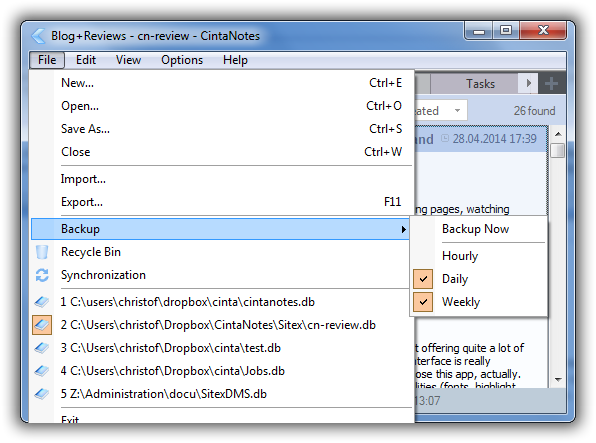 Blog+Reviews - cn-review - CintaNotes
File Edit View Options Help
New... Ctrl+E
Open... Ctrl+O
Save As... Ctrl+S
Close Ctrl+W
Import...
Export... F11
Backup
Recycle Bin
Synchronization
1 C:\users\christof\dropbox\cinta\cintanotes.db
2 C:\Users\christof\Dropbox\CintaNotes\Sitex\cn-review.db
3 C:\Users\christof\Dropbox\cinta\test.db
4 C:\Users\christof\Dropbox\cinta\Jobs.db
5 Z:\Administration\docu\SitexDMS.db
Exit
Backup Now
Hourly
Daily
Weekly
Tasks
eated 26 found
and 28.04.2014 17:39
ng pages, watching
t offering quite a lot of
nterface is really
ose this app, actually.
lities (fonts, highlight
13:07